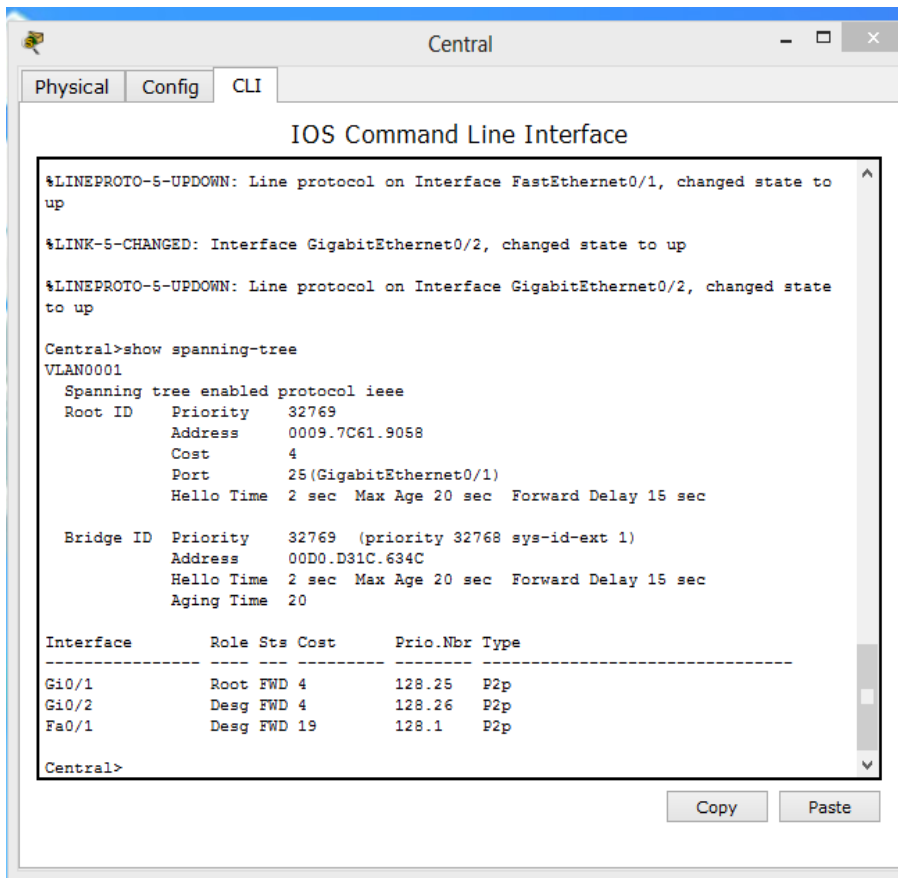 Central
Physical Config CLI
IOS Command Line Interface
%LINEPROTO-5-UPDOWN: Line protocol on Interface FastEthernet0/1, changed state to
up
%LINK-5-CHANGED: Interface GigabitEthernet0/2, changed state to up
%LINEPROTO-5-UPDOWN: Line protocol on Interface GigabitEthernet0/2, changed state
to up
Central>show spanning-tree
VLAN0001
  Spanning tree enabled protocol ieee
  Root ID    Priority    32769
             Address     0009.7C61.9058
             Cost        4
             Port        25(GigabitEthernet0/1)
             Hello Time  2 sec  Max Age 20 sec  Forward Delay 15 sec
  Bridge ID  Priority    32769  (priority 32768 sys-id-ext 1)
             Address     00D0.D31C.634C
             Hello Time  2 sec  Max Age 20 sec  Forward Delay 15 sec
             Aging Time  20
Interface        Role Sts Cost      Prio.Nbr Type
---------------- ---- --- --------- -------- --------------------------------
Gi0/1            Root FWD 4         128.25   P2p
Gi0/2            Desg FWD 4         128.26   P2p
Fa0/1            Desg FWD 19        128.1    P2p
Central>
Copy Paste